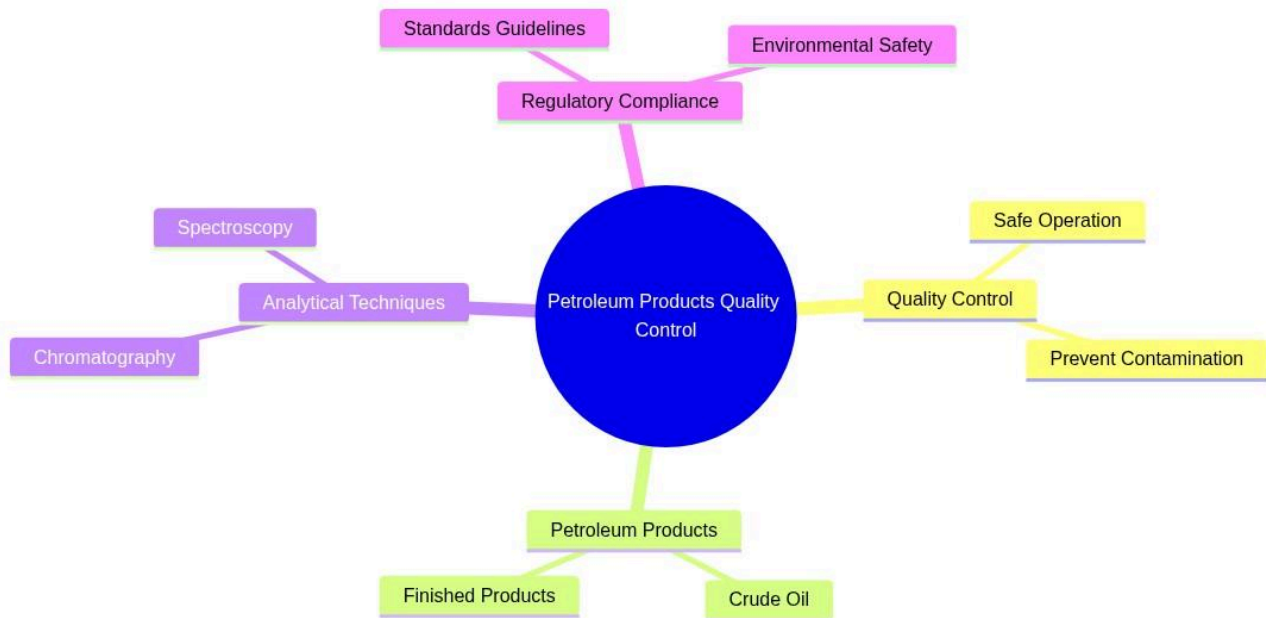 Standards Guidelines
Environmental Safety
Regulatory Compliance
Spectroscopy
Safe Operation
Analytical Techniques
Petroleum Products Quality
Control
Quality Control
Chromatography
Prevent Contamination
Petroleum Products
Finished Products
Crude Oil